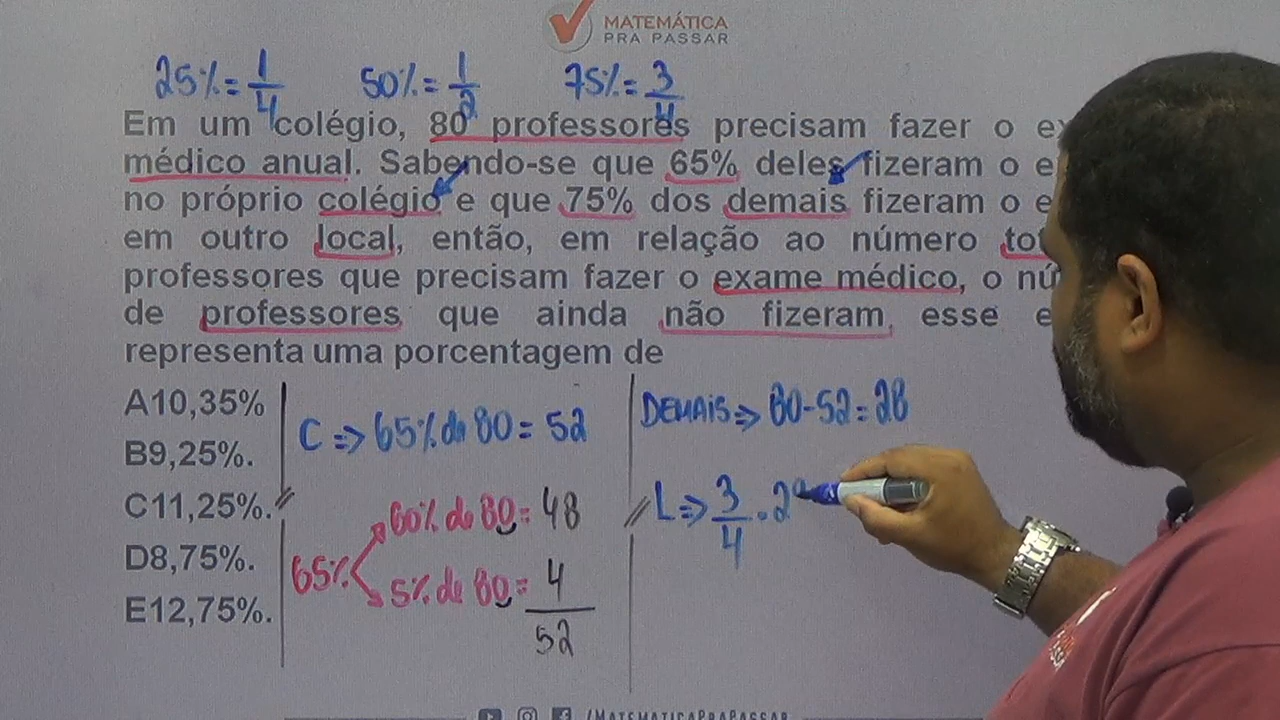 MATEMÁTICA
PRA PASSAR
25% = 1/4 50% = 1/2 75% = 3/4
Em um colégio, 80 professores precisam fazer o
médico anual. Sabendo-se que 65% deles fizeram o
no próprio colégio e que 75% dos demais fizeram o
em outro local, então, em relação ao número
professores que precisam fazer o exame médico, o
de professores que ainda não fizeram esse
representa uma porcentagem de
A10,35%
B9,25%.
C11,25%.
D8,75%.
E12,75%.
C => 65% de 80 = 52
65%
60% de 80 = 48
5% de 80 = 4
52
DEMAIS => 80-52=28
L => 3/4 . 2
/MATEMATICAPRAPASSAR